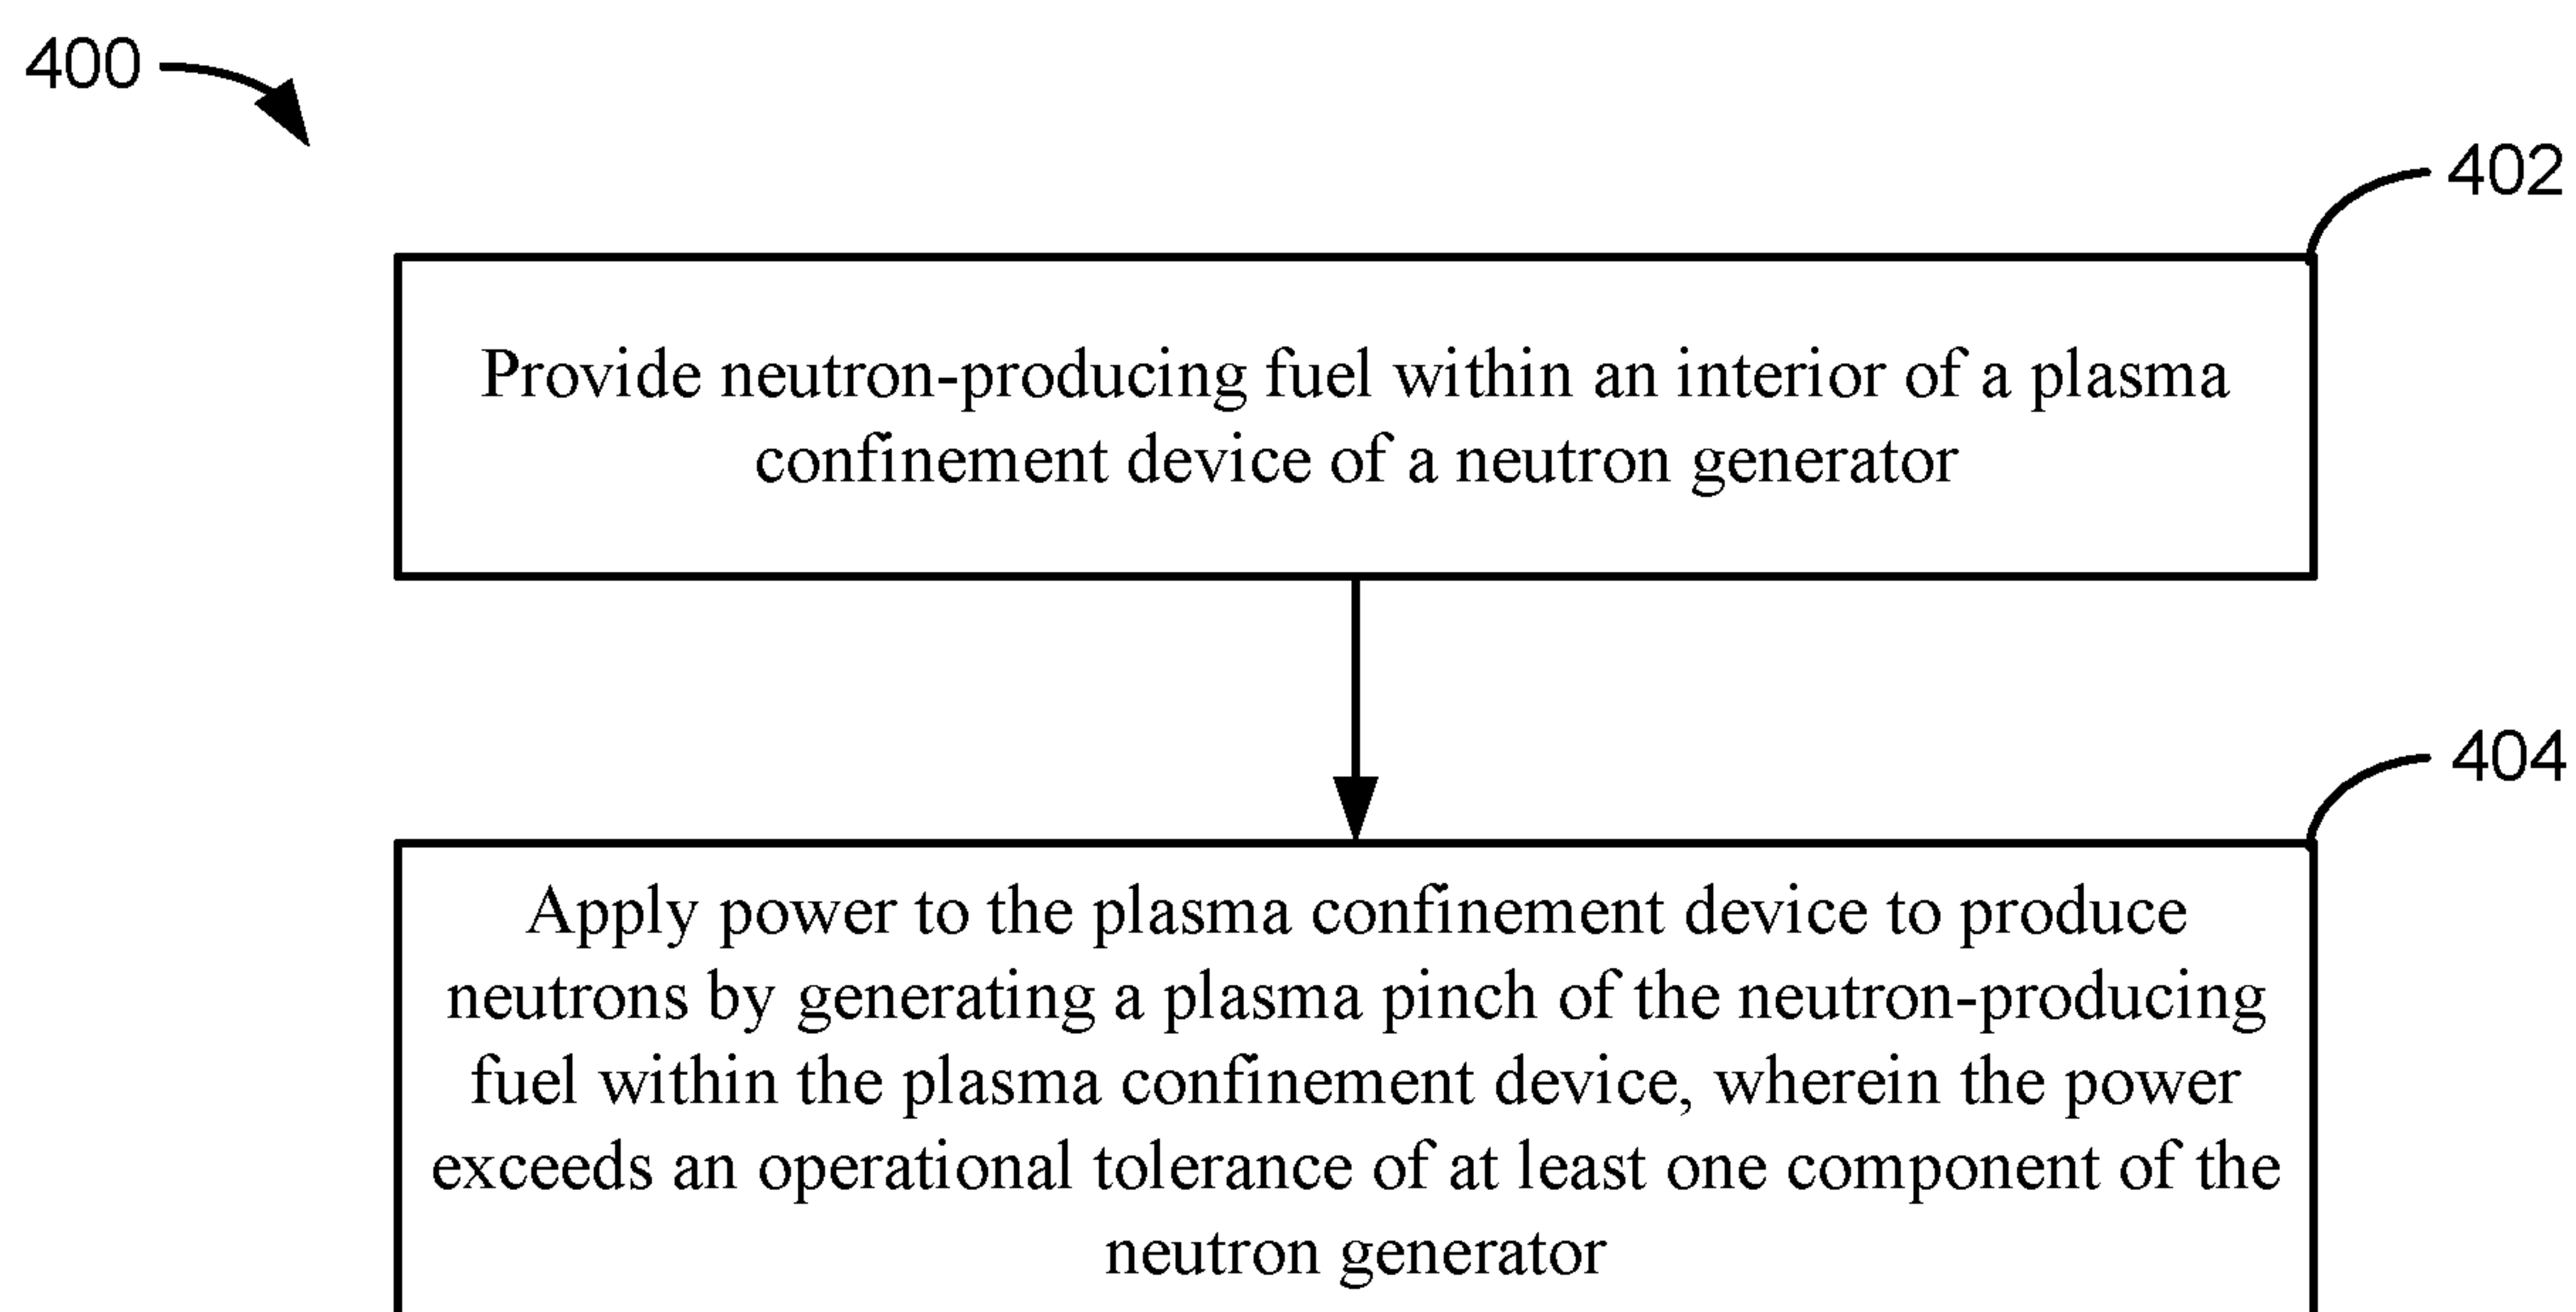 400
402
Provide neutron-producing fuel within an interior of a plasma
confinement device of a neutron generator
404
Apply power to the plasma confinement device to produce
neutrons by generating a plasma pinch of the neutron-producing
fuel within the plasma confinement device, wherein the power
exceeds an operational tolerance of at least one component of the
neutron generator